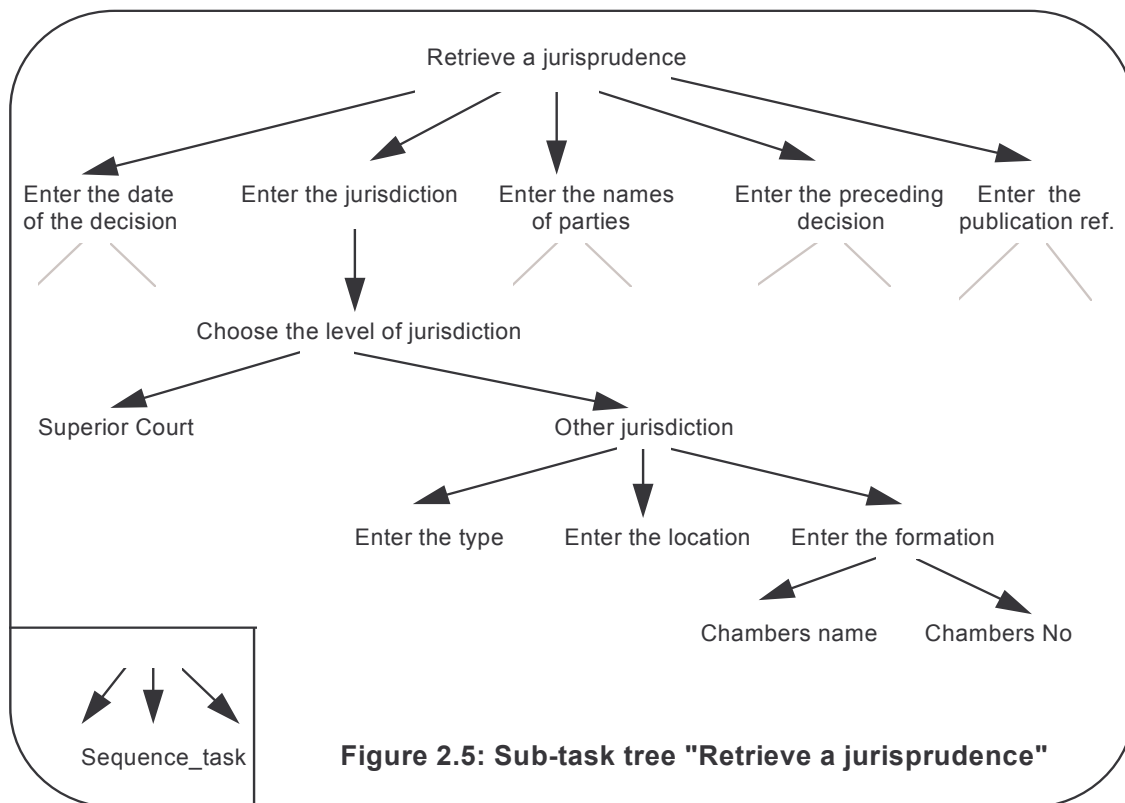 Retrieve a jurisprudence
Enter the date
of the decision
Enter the jurisdiction
Enter the names
of parties
Enter the preceding
decision
Enter the
publication ref.
Choose the level of jurisdiction
Superior Court
Other jurisdiction
Enter the type
Enter the location
Enter the formation
Chambers name
Chambers No
Sequence_task
Figure 2.5: Sub-task tree "Retrieve a jurisprudence"